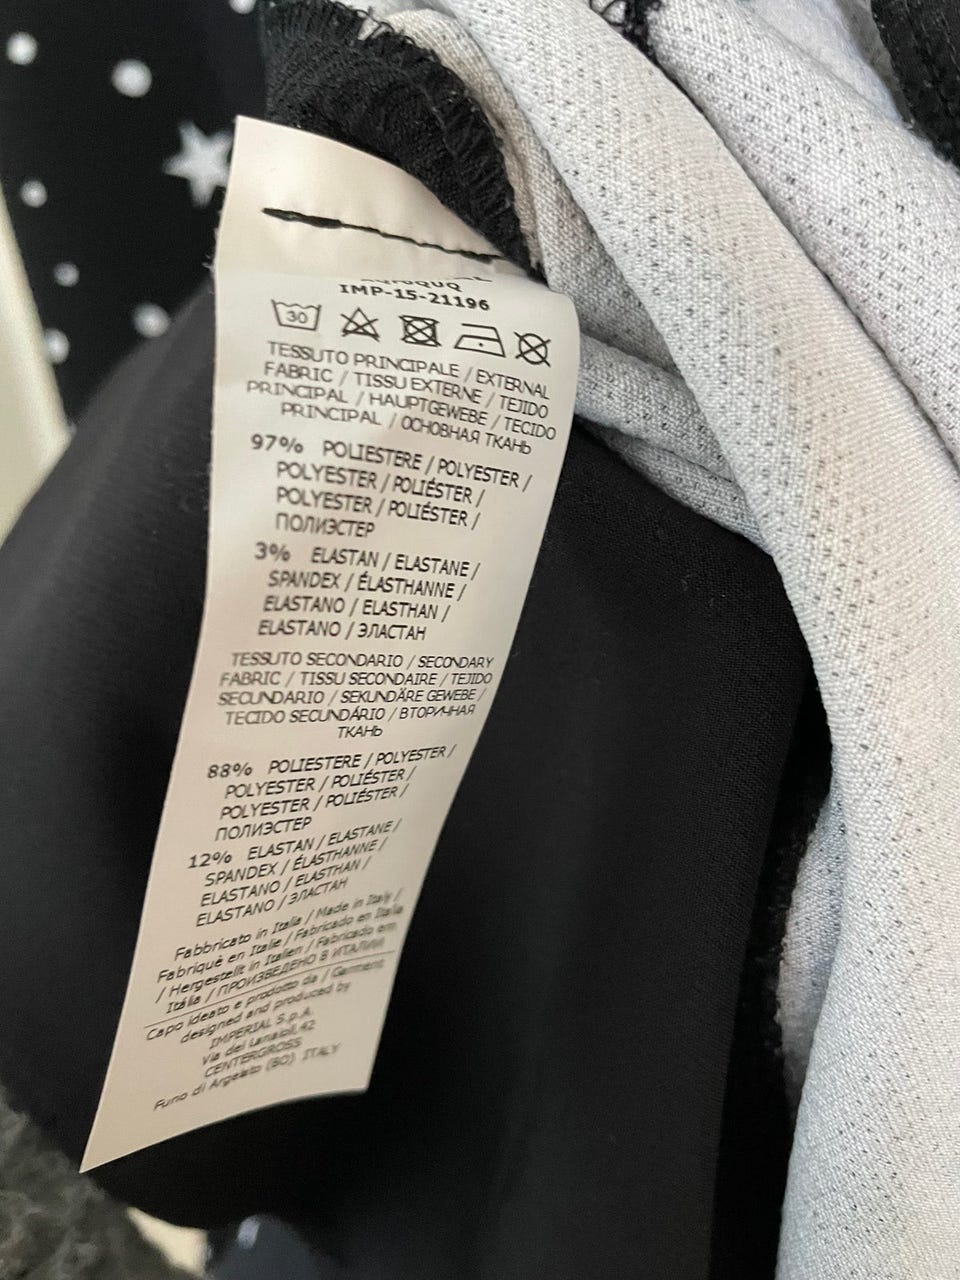 IMP-15-21196
30
TESSUTO PRINCIPALE / EXTERNAL
FABRIC / TISSU EXTERNE / TEJIDO
PRINCIPAL / HAUPTGEWEBE / TECIDO
PRINCIPAL / ОСНОВНАЯ ТКАНЬ
97% POLIESTERE / POLYESTER /
POLYESTER / POLIÉSTER /
POLYESTER / POLIÉSTER /
ПОЛИЭСТЕР
3% ELASTAN / ELASTANE /
SPANDEX / ÉLASTHANNE /
ELASTANO / ELASTHAN /
ELASTANO / ЭЛАСТАН
TESSUTO SECONDARIO / SECONDARY
FABRIC / TISSU SECONDAIRE / TEJIDO
SECUNDARIO / SEKUNDÄRE GEWEBE /
TECIDO SECUNDÁRIO / ВТОРИЧНАЯ
ТКАНЬ
88% POLIESTERE / POLYESTER /
POLYESTER / POLIÉSTER /
POLYESTER / POLIÉSTER /
ПОЛИЭСТЕР
12% ELASTAN / ELASTANE /
SPANDEX / ÉLASTHANNE /
ELASTANO / ELASTHAN /
ELASTANO / ЭЛАСТАН
Fabbricato in Italia / Made in Italy /
Fabriqué en Italie / Fabricado en Italia
/ Hergestellt in Italien / Fabricado em
Itália / ПРОИЗВЕДЕНО В ИТАЛИИ
Capo ideato e prodotto da / Garment
designed and produced by
IMPERIAL S.p.A.
via dei Lanaioli,42
CENTERGROSS
Funo di Argelato (BO) ITALY